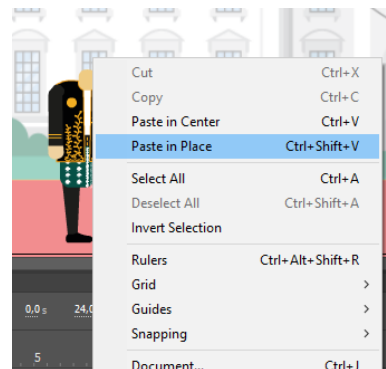 Cut Ctrl+X
Copy Ctrl+C
Paste in Center Ctrl+V
Paste in Place Ctrl+Shift+V
Select All Ctrl+A
Deselect All Ctrl+Shift+A
Invert Selection
Rulers Ctrl+Alt+Shift+R
Grid
0,0 s 24,0 Guides
Snapping
5
Document... Ctrl+J